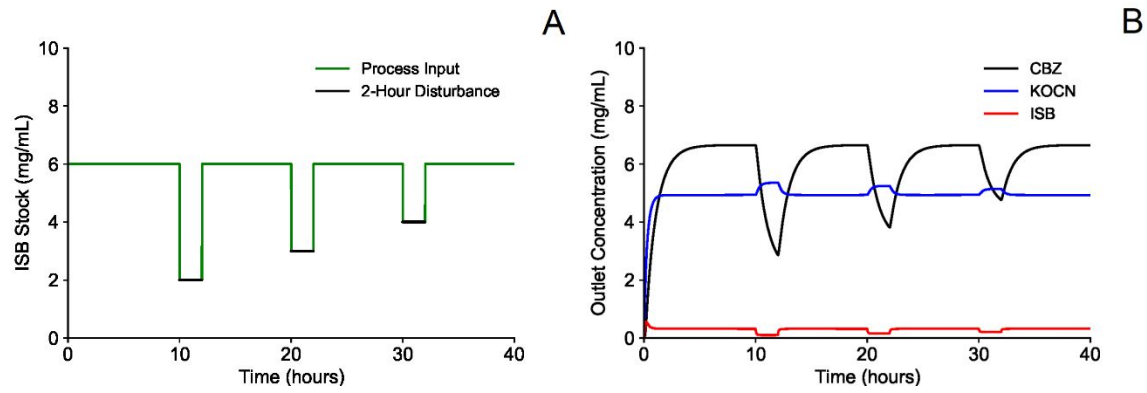 A
ISB Stock (mg/mL)
10
8
6
4
2
0
Process Input
2-Hour Disturbance
0 10 20 30 40
Time (hours)
B
Outlet Concentration (mg/mL)
10
8
6
4
2
0
CBZ
KOCN
ISB
0 10 20 30 40
Time (hours)